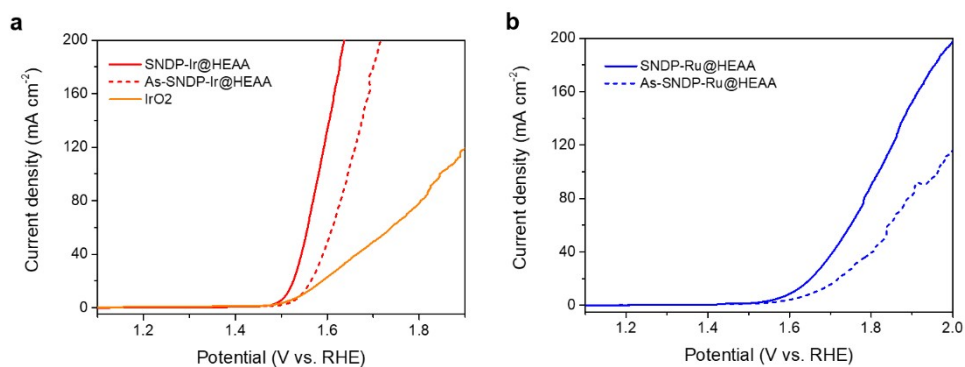 a
200
160
120
80
40
0
Current density (mA cm⁻²)
SNDP-Ir@HEAA
As-SNDP-Ir@HEAA
IrO2
1.2
1.4
1.6
1.8
Potential (V vs. RHE)
b
200
160
120
80
40
0
Current density (mA cm⁻²)
SNDP-Ru@HEAA
As-SNDP-Ru@HEAA
1.2
1.4
1.6
1.8
2.0
Potential (V vs. RHE)